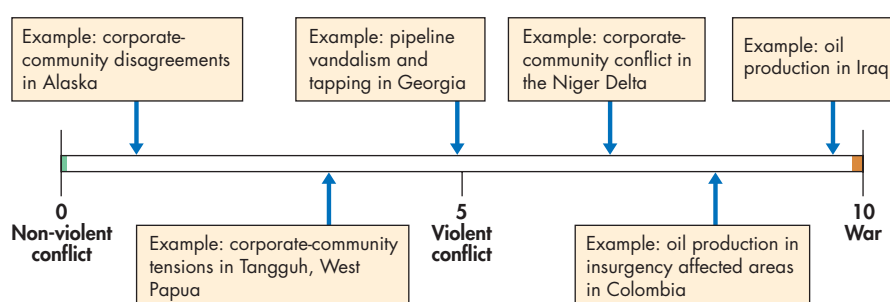 Example: corporate-
community disagreements
in Alaska
Example: pipeline
vandalism and
tapping in Georgia
Example: corporate-
community conflict in
the Niger Delta
Example: oil
production in Iraq
0
Non-violent
conflict
5
Violent
conflict
10
War
Example: corporate-community
tensions in Tangguh, West
Papua
Example: oil production in
insurgency affected areas
in Colombia